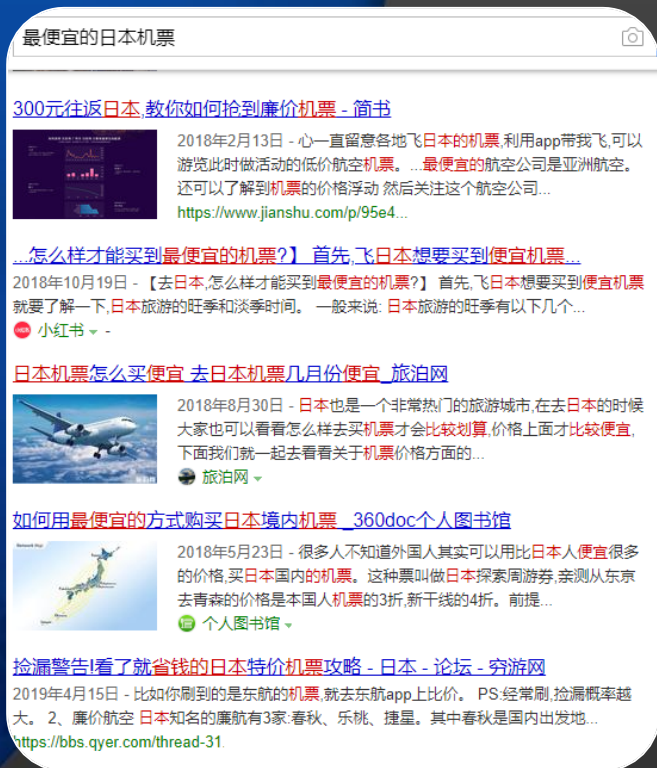 最便宜的日本机票
300元往返日本,教你如何抢到廉价机票 - 简书
2018年2月13日 - 心一直留意各地飞日本的机票,利用app带我飞,可以
游览此时做活动的低价航空机票。...最便宜的航空公司是亚洲航空。
还可以了解到机票的价格浮动 然后关注这个航空公司...
https://www.jianshu.com/p/95e4...
...怎么样才能买到最便宜的机票?】 首先,飞日本想要买到便宜机票...
2018年10月19日 - 【去日本,怎么样才能买到最便宜的机票?】 首先,飞日本想要买到便宜机票
就要了解一下,日本旅游的旺季和淡季时间。 一般来说: 日本旅游的旺季有以下几个...
小红书 -
日本机票怎么买便宜 去日本机票几月份便宜_旅泊网
2018年8月30日 - 日本也是一个非常热门的旅游城市,在去日本的时候
大家也可以看看怎么样去买机票才会比较划算,价格上面才比较便宜,
下面我们就一起去看看关于机票价格方面的...
旅泊网
如何用最便宜的方式购买日本境内机票 _360doc个人图书馆
2018年5月23日 - 很多人不知道外国人其实可以用比日本人便宜很多
的价格,买日本国内的机票。这种票叫做日本探索周游券,亲测从东京
去青森的价格是本国人机票的3折,新干线的4折。前提...
个人图书馆
捡漏警告!看了就省钱的日本特价机票攻略 - 日本 - 论坛 - 穷游网
2019年4月15日 - 比如你刷到的是东航的机票,就去东航app上比价。 PS:经常刷,捡漏概率越
大。 2、廉价航空 日本知名的廉航有3家:春秋、乐桃、捷星。其中春秋是国内出发地...
https://bbs.qyer.com/thread-31